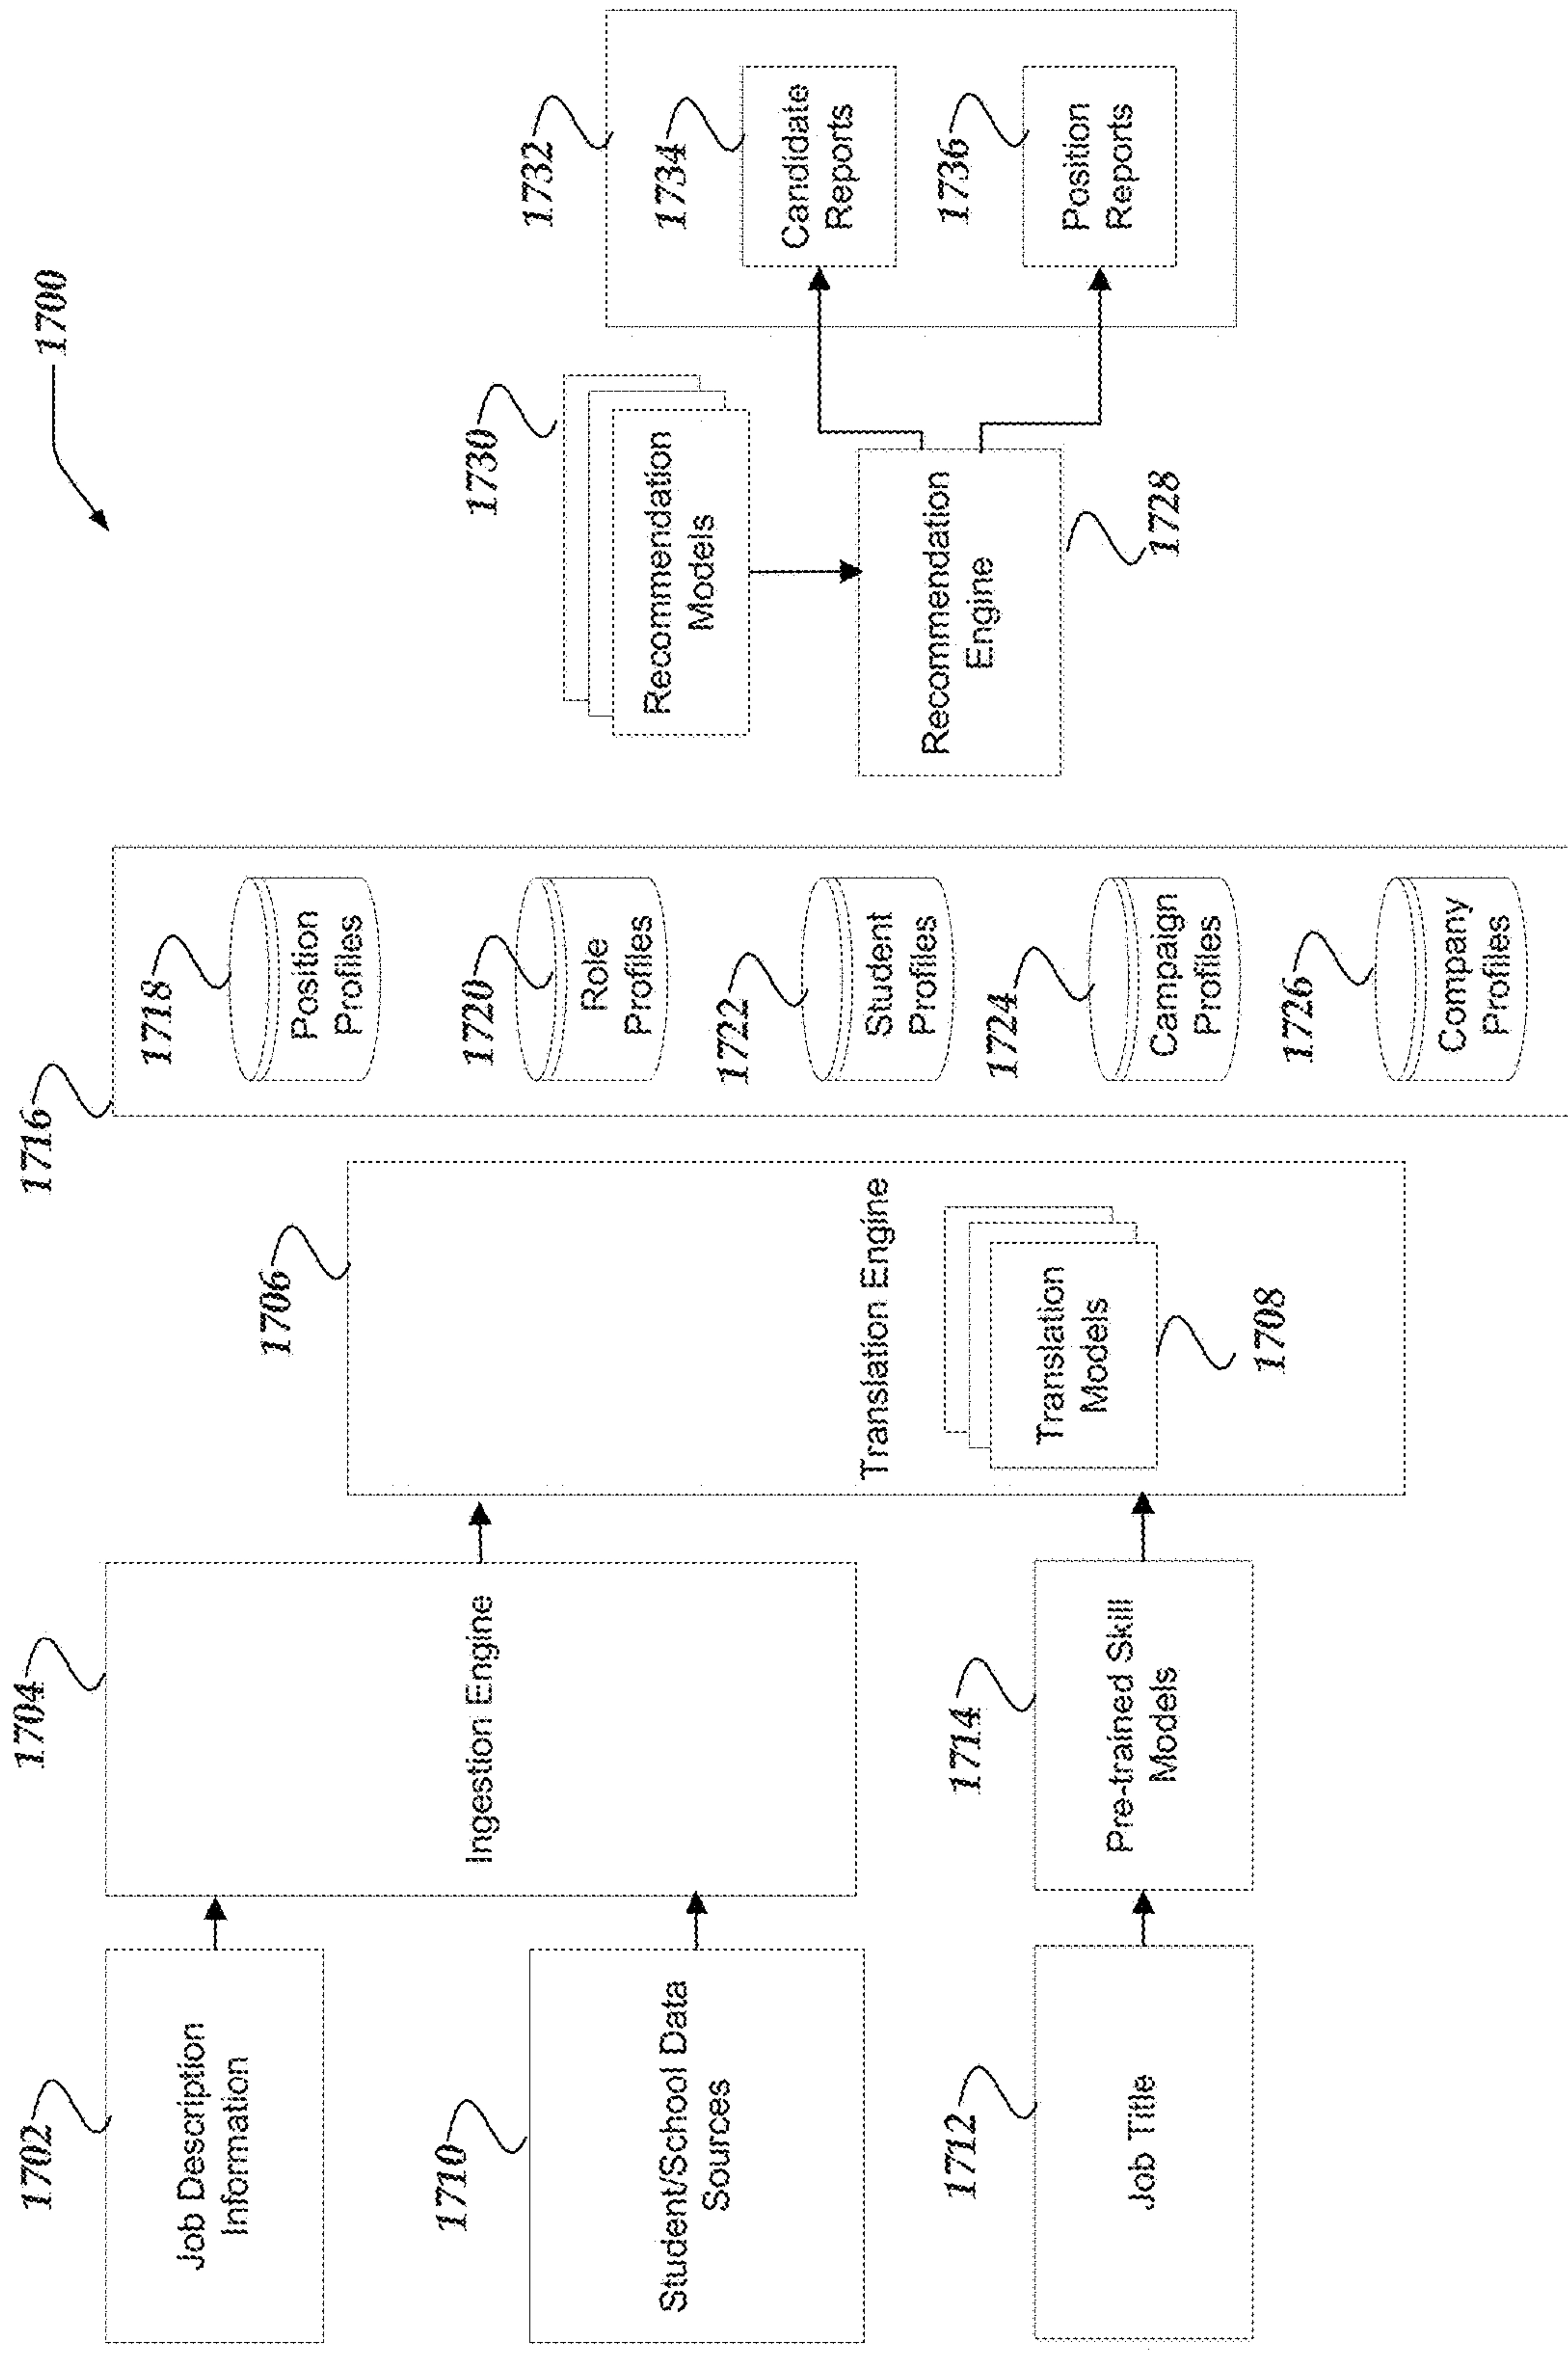 1700
1702
Job Description
Information
1704
Ingestion Engine
1710
Student/School Data
Sources
1712
Job Title
1714
Pre-trained Skill
Models
1706
Translation Engine
Translation
Models
1708
1716
1718
Position
Profiles
1720
Role
Profiles
1722
Student
Profiles
1724
Campaign
Profiles
1726
Company
Profiles
1730
Recommendation
Models
Recommendation
Engine
1728
1732
1734
Candidate
Reports
1736
Position
Reports